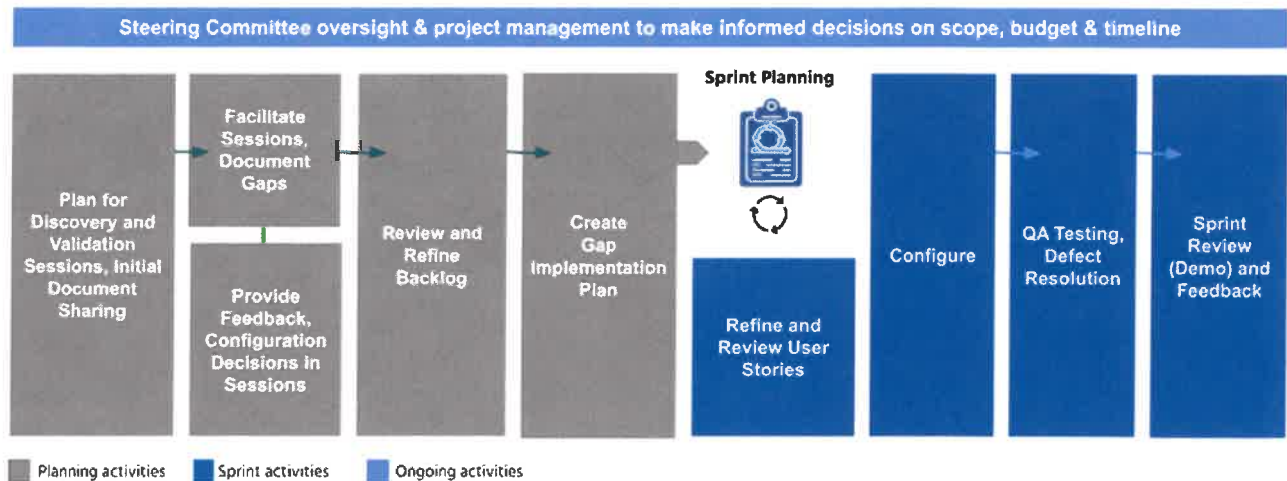 Steering Committee oversight & project management to make informed decisions on scope, budget & timeline
Plan for
Discovery and
Validation
Sessions, Initial
Document
Sharing
Facilitate
Sessions,
Document
Gaps
Provide
Feedback,
Configuration
Decisions in
Sessions
Review and
Refine
Backlog
Create
Gap
Implementation
Plan
Sprint Planning
Refine and
Review User
Stories
Configure
QA Testing,
Defect
Resolution
Sprint
Review
(Demo) and
Feedback
Planning activities
Sprint activities
Ongoing activities